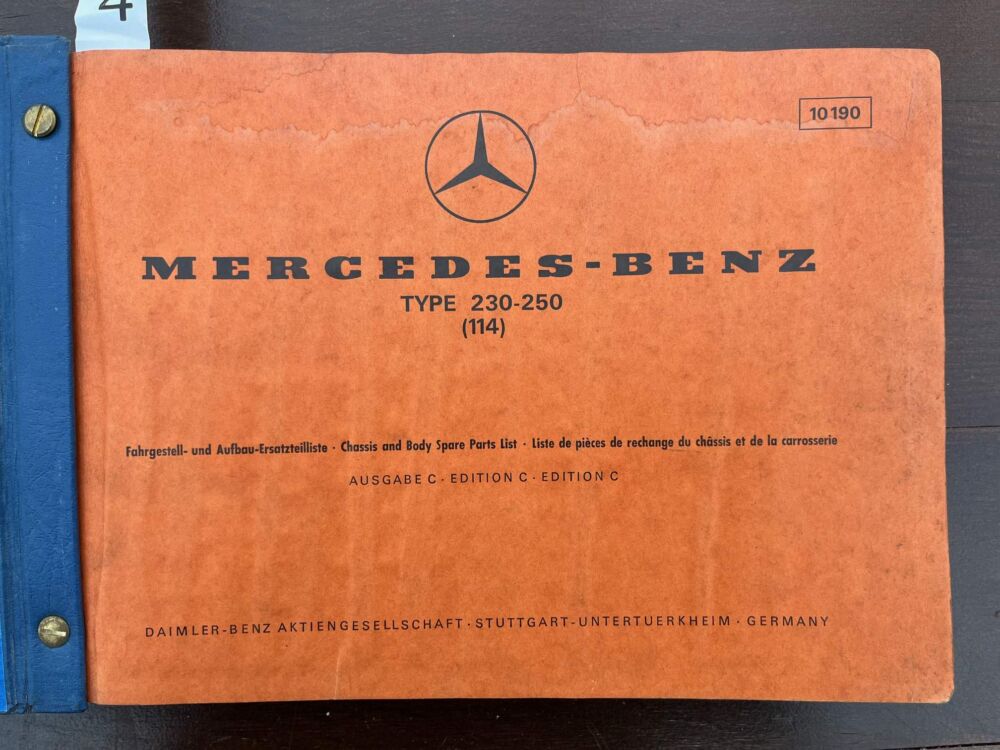 4
10190
MERCEDES-BENZ
TYPE 230-250
(114)
Fahrgestell- und Aufbau-Ersatzteilliste · Chassis and Body Spare Parts List · Liste de pièces de rechange du châssis et de la carrosserie
AUSGABE C · EDITION C · EDITION C
DAIMLER-BENZ AKTIENGESELLSCHAFT · STUTTGART-UNTERTUERKHEIM · GERMANY